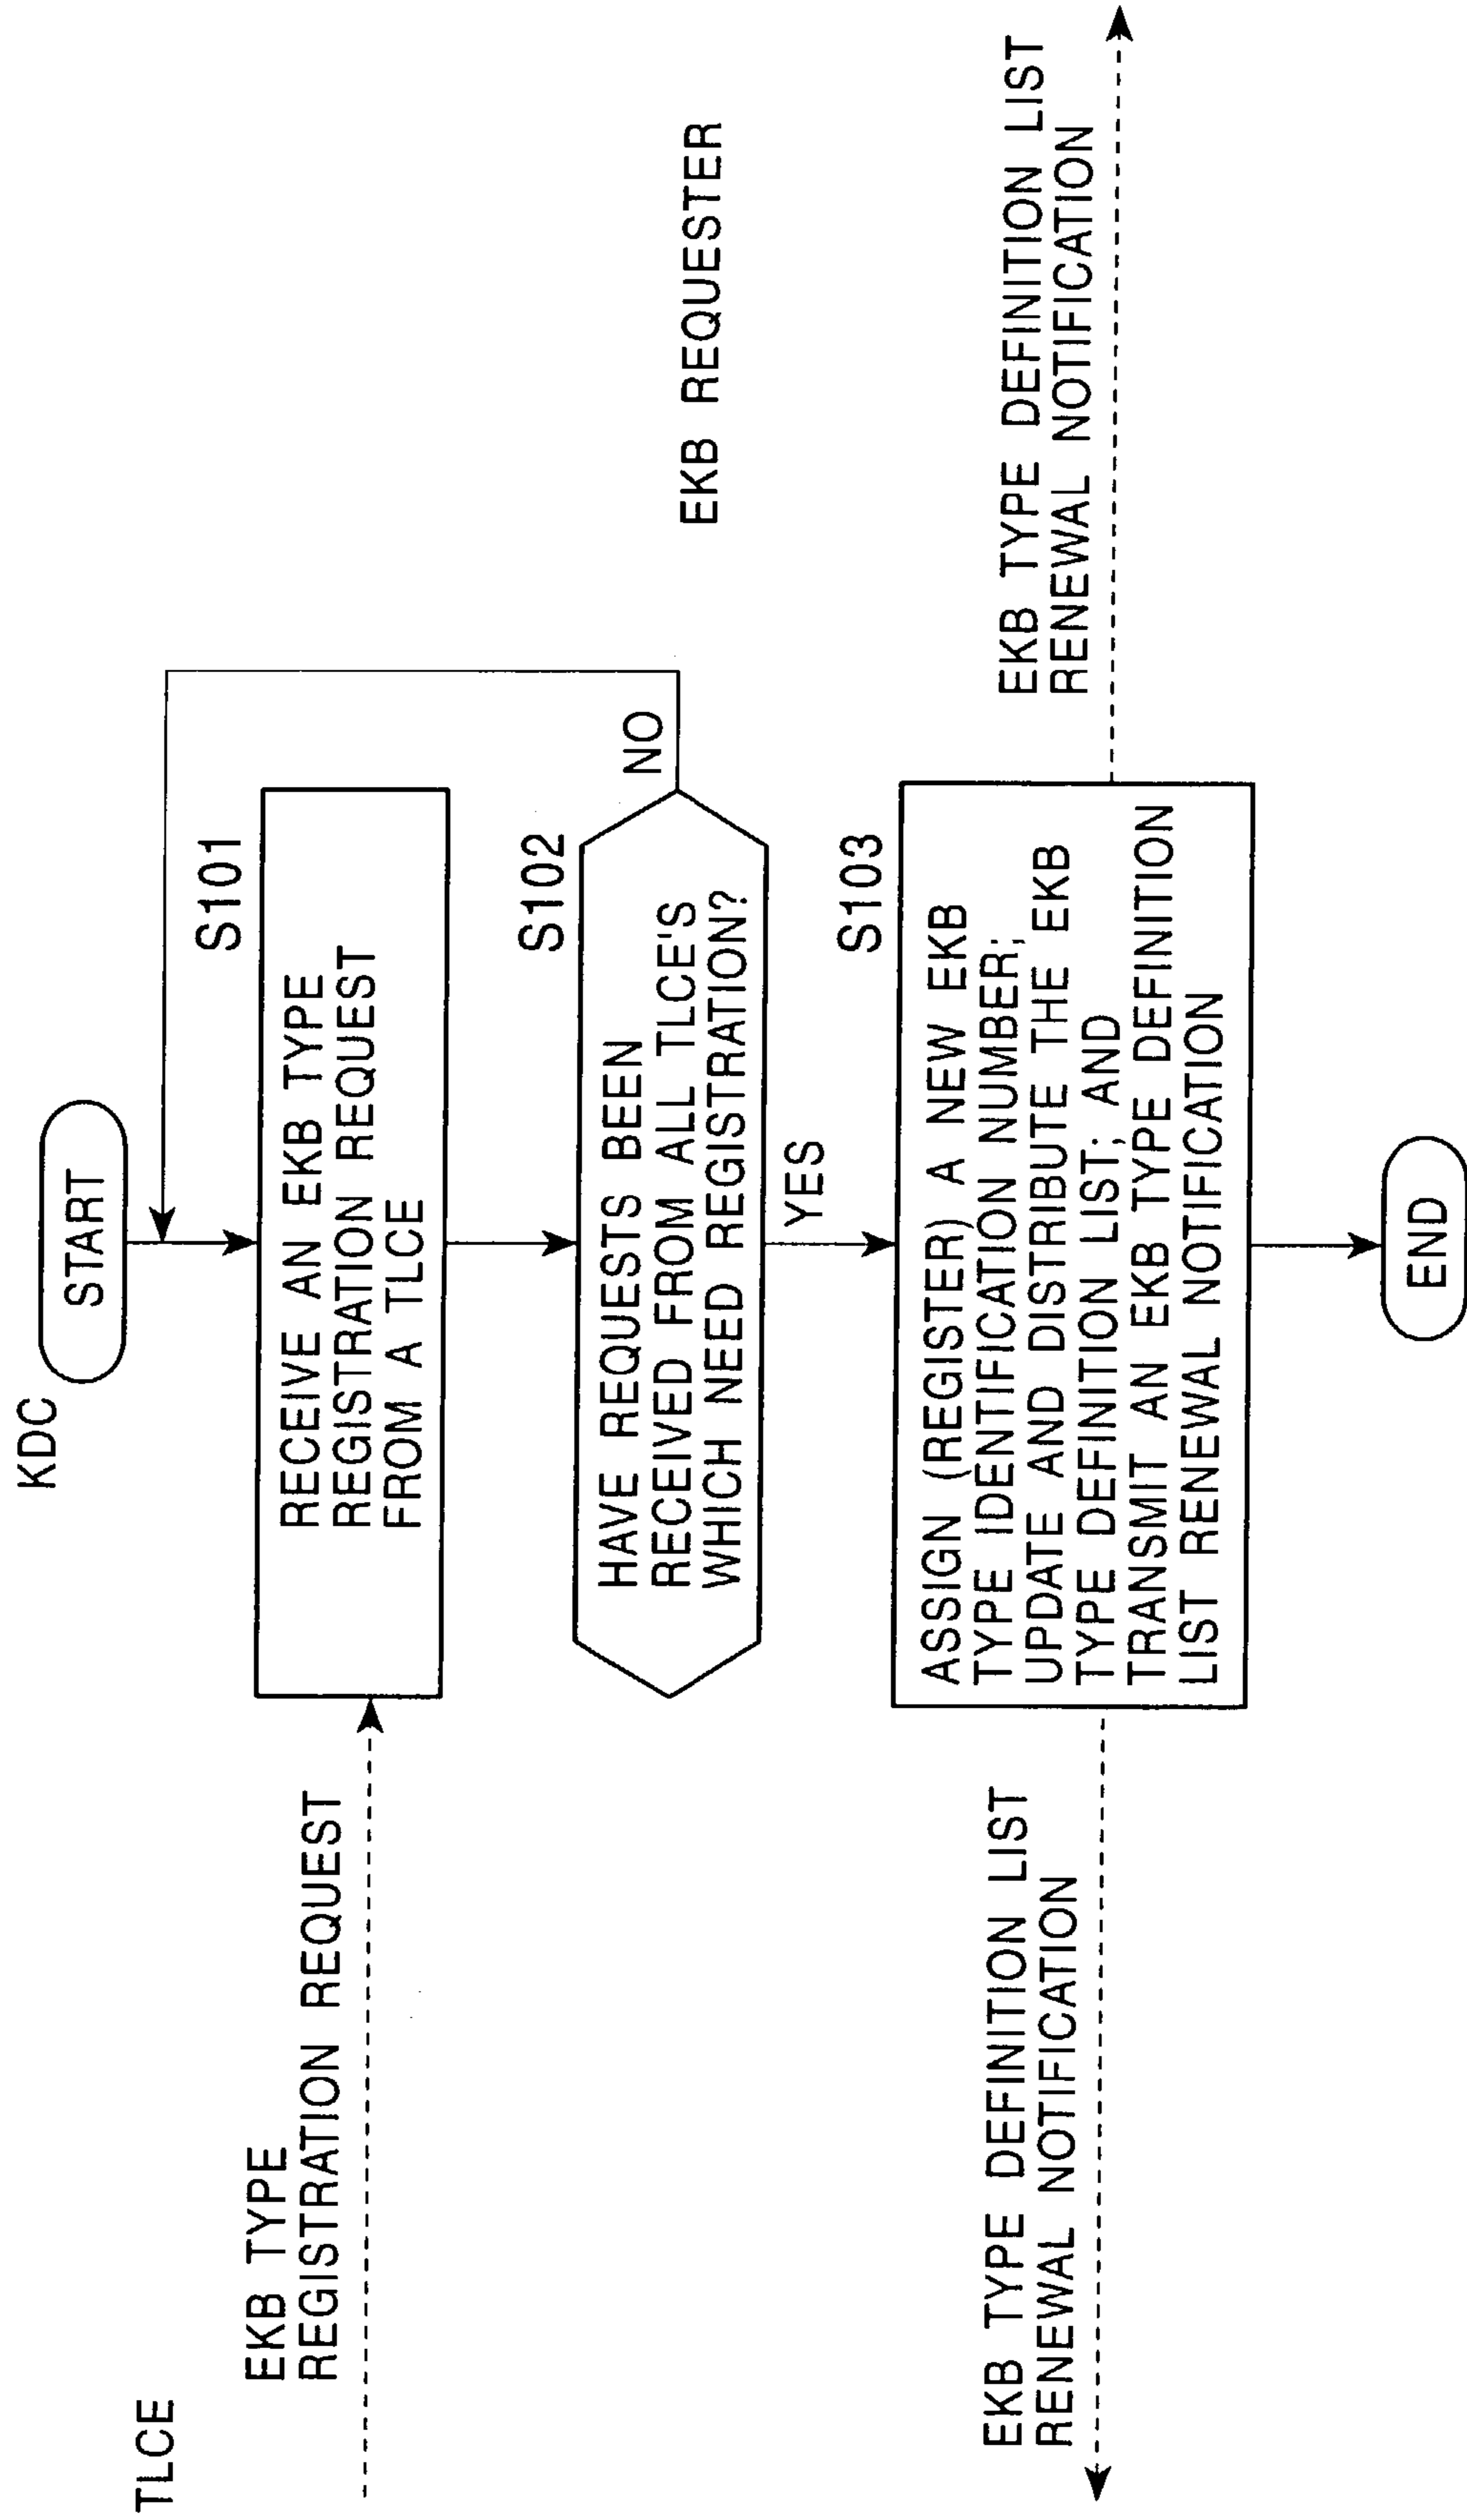 TLCE
KDC
EKB REQUESTER
START
EKB TYPE
REGISTRATION REQUEST
S101
RECEIVE AN EKB TYPE
REGISTRATION REQUEST
FROM A TLCE
S102
HAVE REQUESTS BEEN
RECEIVED FROM ALL TLCE'S
WHICH NEED REGISTRATION?
NO
YES
S103
ASSIGN (REGISTER) A NEW EKB
TYPE IDENTIFICATION NUMBER;
UPDATE AND DISTRIBUTE THE EKB
TYPE DEFINITION LIST; AND
TRANSMIT AN EKB TYPE DEFINITION
LIST RENEWAL NOTIFICATION
EKB TYPE DEFINITION LIST
RENEWAL NOTIFICATION
EKB TYPE DEFINITION LIST
RENEWAL NOTIFICATION
END